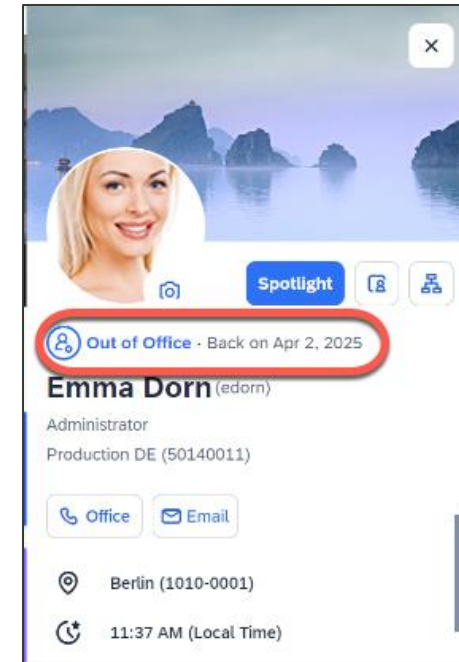 Spotlight
Out of Office · Back on Apr 2, 2025
Emma Dorn (edorn)
Administrator
Production DE (50140011)
Office Email
Berlin (1010-0001)
11:37 AM (Local Time)